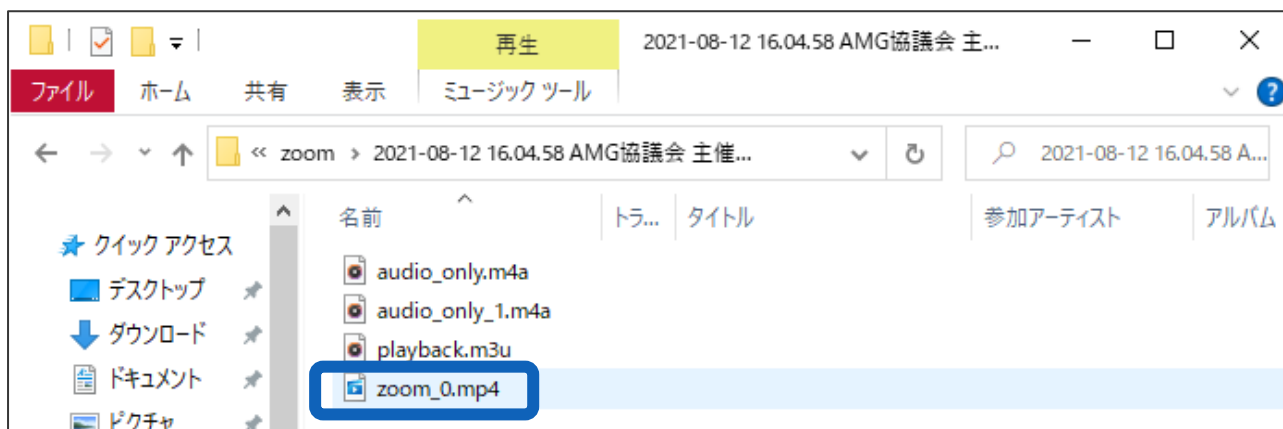 再生
2021-08-12 16.04.58 AMG協議会 主...
ファイル ホーム 共有 表示 ミュージック ツール
« zoom › 2021-08-12 16.04.58 AMG協議会 主催...
2021-08-12 16.04.58 A...
名前 トラ... タイトル 参加アーティスト アルバム
クイック アクセス
audio_only.m4a
デスクトップ
audio_only_1.m4a
ダウンロード
playback.m3u
ドキュメント
zoom_0.mp4
ピクチャ